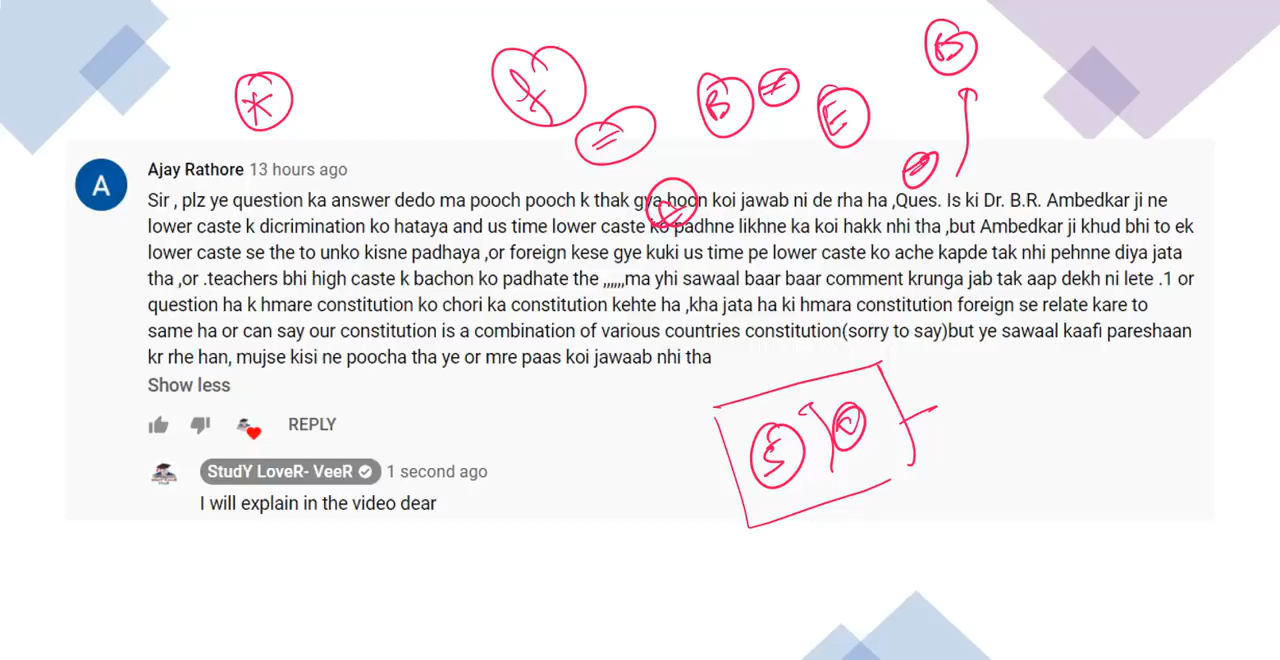 Ajay Rathore 13 hours ago
A
Sir , plz ye question ka answer dedo ma pooch pooch k thak gya hoon koi jawab ni de rha ha ,Ques. Is ki Dr. B.R. Ambedkar ji ne
lower caste k dicrimination ko hataya and us time lower caste ko padhne likhne ka koi hakk nhi tha ,but Ambedkar ji khud bhi to ek
lower caste se the to unko kisne padhaya ,or foreign kese gye kuki us time pe lower caste ko ache kapde tak nhi pehnne diya jata
tha ,or .teachers bhi high caste k bachon ko padhate the ,,,,,,ma yhi sawaal baar baar comment krunga jab tak aap dekh ni lete .1 or
question ha k hmare constitution ko chori ka constitution kehte ha ,kha jata ha ki hmara constitution foreign se relate kare to
same ha or can say our constitution is a combination of various countries constitution(sorry to say)but ye sawaal kaafi pareshaan
kr rhe han, mujse kisi ne poocha tha ye or mre paas koi jawaab nhi tha
Show less
REPLY
StudY LoveR- VeeR 1 second ago
I will explain in the video dear
B
E
B